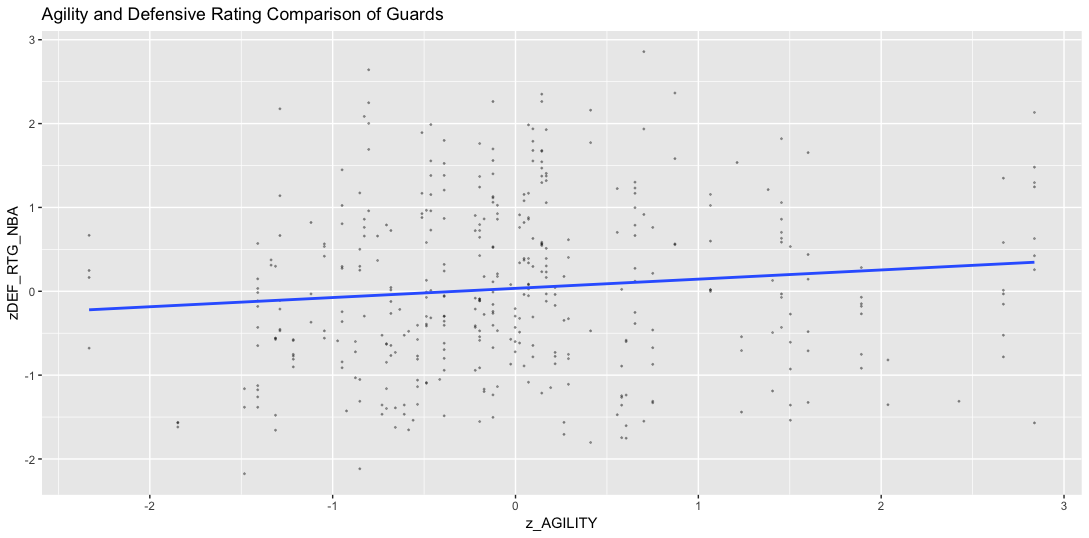 Agility and Defensive Rating Comparison of Guards
3
2
1
0
-1
-2
zDEF_RTG_NBA
-2 -1 0 1 2 3
z_AGILITY